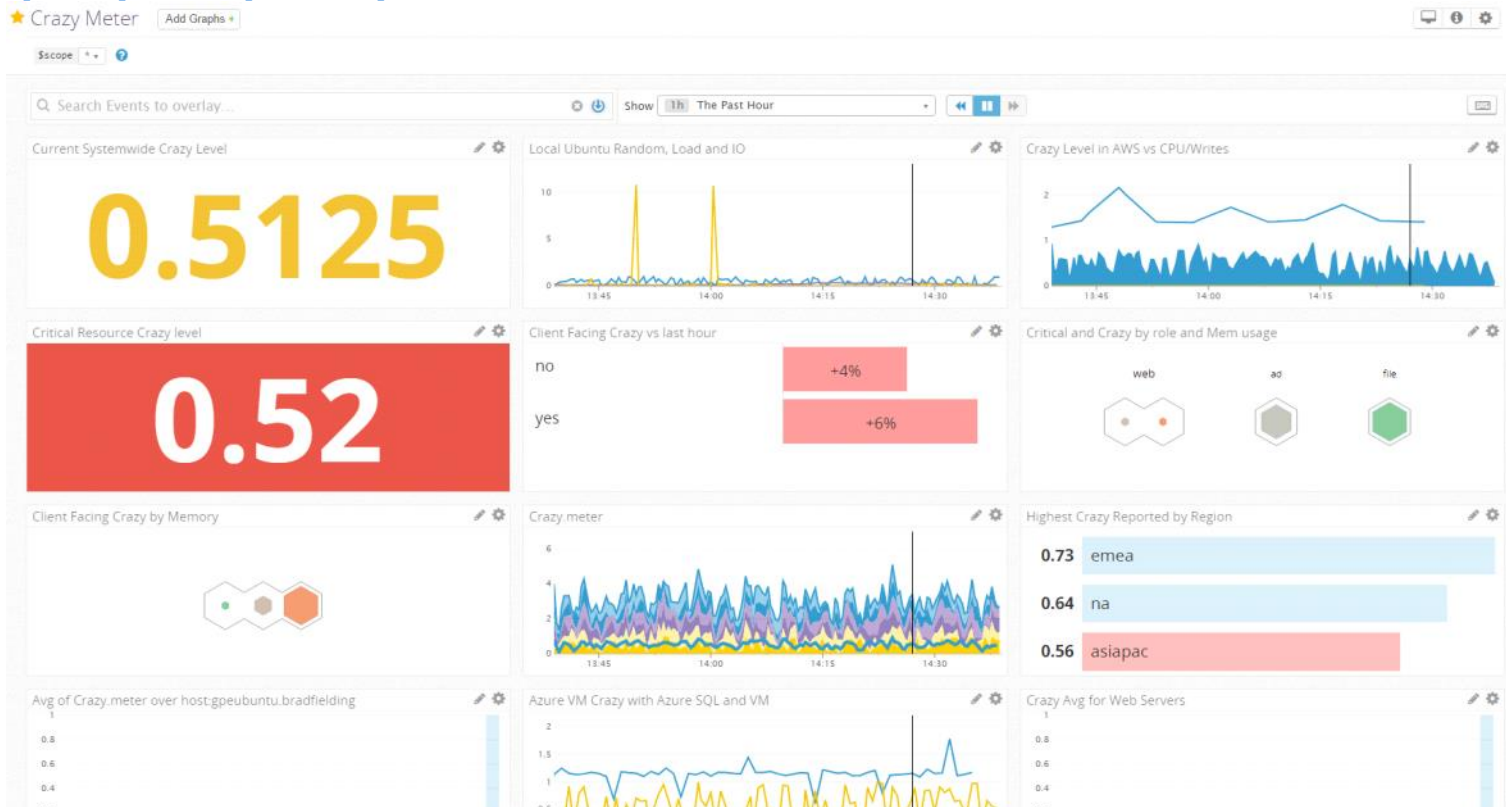 Crazy Meter Add Graphs +
$scope *
Search Events to overlay...
Show 1h The Past Hour
Current Systemwide Crazy Level
0.5125
Local Ubuntu Random, Load and IO
10
5
0
13:45 14:00 14:15 14:30
Crazy Level in AWS vs CPU/Writes
2
1
0
13:45 14:00 14:15 14:30
Critical Resource Crazy level
0.52
Client Facing Crazy vs last hour
no +4%
yes +6%
Critical and Crazy by role and Mem usage
web ad file
Client Facing Crazy by Memory
Crazy meter
6
4
2
0
13:45 14:00 14:15 14:30
Highest Crazy Reported by Region
0.73 emea
0.64 na
0.56 asiapac
Avg of Crazy.meter over host:gpeubuntu.bradfielding
1
0.8
0.6
0.4
Azure VM Crazy with Azure SQL and VM
2
1.5
1
Crazy Avg for Web Servers
1
0.8
0.6
0.4